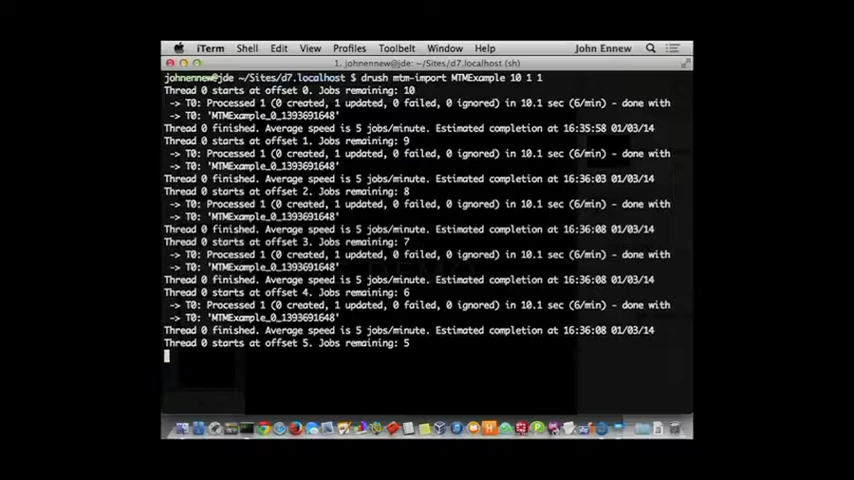 iTerm Shell Edit View Profiles Toolbelt Window Help John Ennew
1. johnennew@jde: ~/Sites/d7.localhost (sh)
johnennew@jde ~/Sites/d7.localhost $ drush mtm-import MTMExample 10 1 1
Thread 0 starts at offset 0. Jobs remaining: 10
-> T0: Processed 1 (0 created, 1 updated, 0 failed, 0 ignored) in 10.1 sec (6/min) - done with
-> T0: 'MTMExample_0_1393691648'
Thread 0 finished. Average speed is 5 jobs/minute. Estimated completion at 16:35:58 01/03/14
Thread 0 starts at offset 1. Jobs remaining: 9
-> T0: Processed 1 (0 created, 1 updated, 0 failed, 0 ignored) in 10.1 sec (6/min) - done with
-> T0: 'MTMExample_0_1393691648'
Thread 0 finished. Average speed is 5 jobs/minute. Estimated completion at 16:36:03 01/03/14
Thread 0 starts at offset 2. Jobs remaining: 8
-> T0: Processed 1 (0 created, 1 updated, 0 failed, 0 ignored) in 10.1 sec (6/min) - done with
-> T0: 'MTMExample_0_1393691648'
Thread 0 finished. Average speed is 5 jobs/minute. Estimated completion at 16:36:08 01/03/14
Thread 0 starts at offset 3. Jobs remaining: 7
-> T0: Processed 1 (0 created, 1 updated, 0 failed, 0 ignored) in 10.1 sec (6/min) - done with
-> T0: 'MTMExample_0_1393691648'
Thread 0 finished. Average speed is 5 jobs/minute. Estimated completion at 16:36:08 01/03/14
Thread 0 starts at offset 4. Jobs remaining: 6
-> T0: Processed 1 (0 created, 1 updated, 0 failed, 0 ignored) in 10.1 sec (6/min) - done with
-> T0: 'MTMExample_0_1393691648'
Thread 0 finished. Average speed is 5 jobs/minute. Estimated completion at 16:36:08 01/03/14
Thread 0 starts at offset 5. Jobs remaining: 5